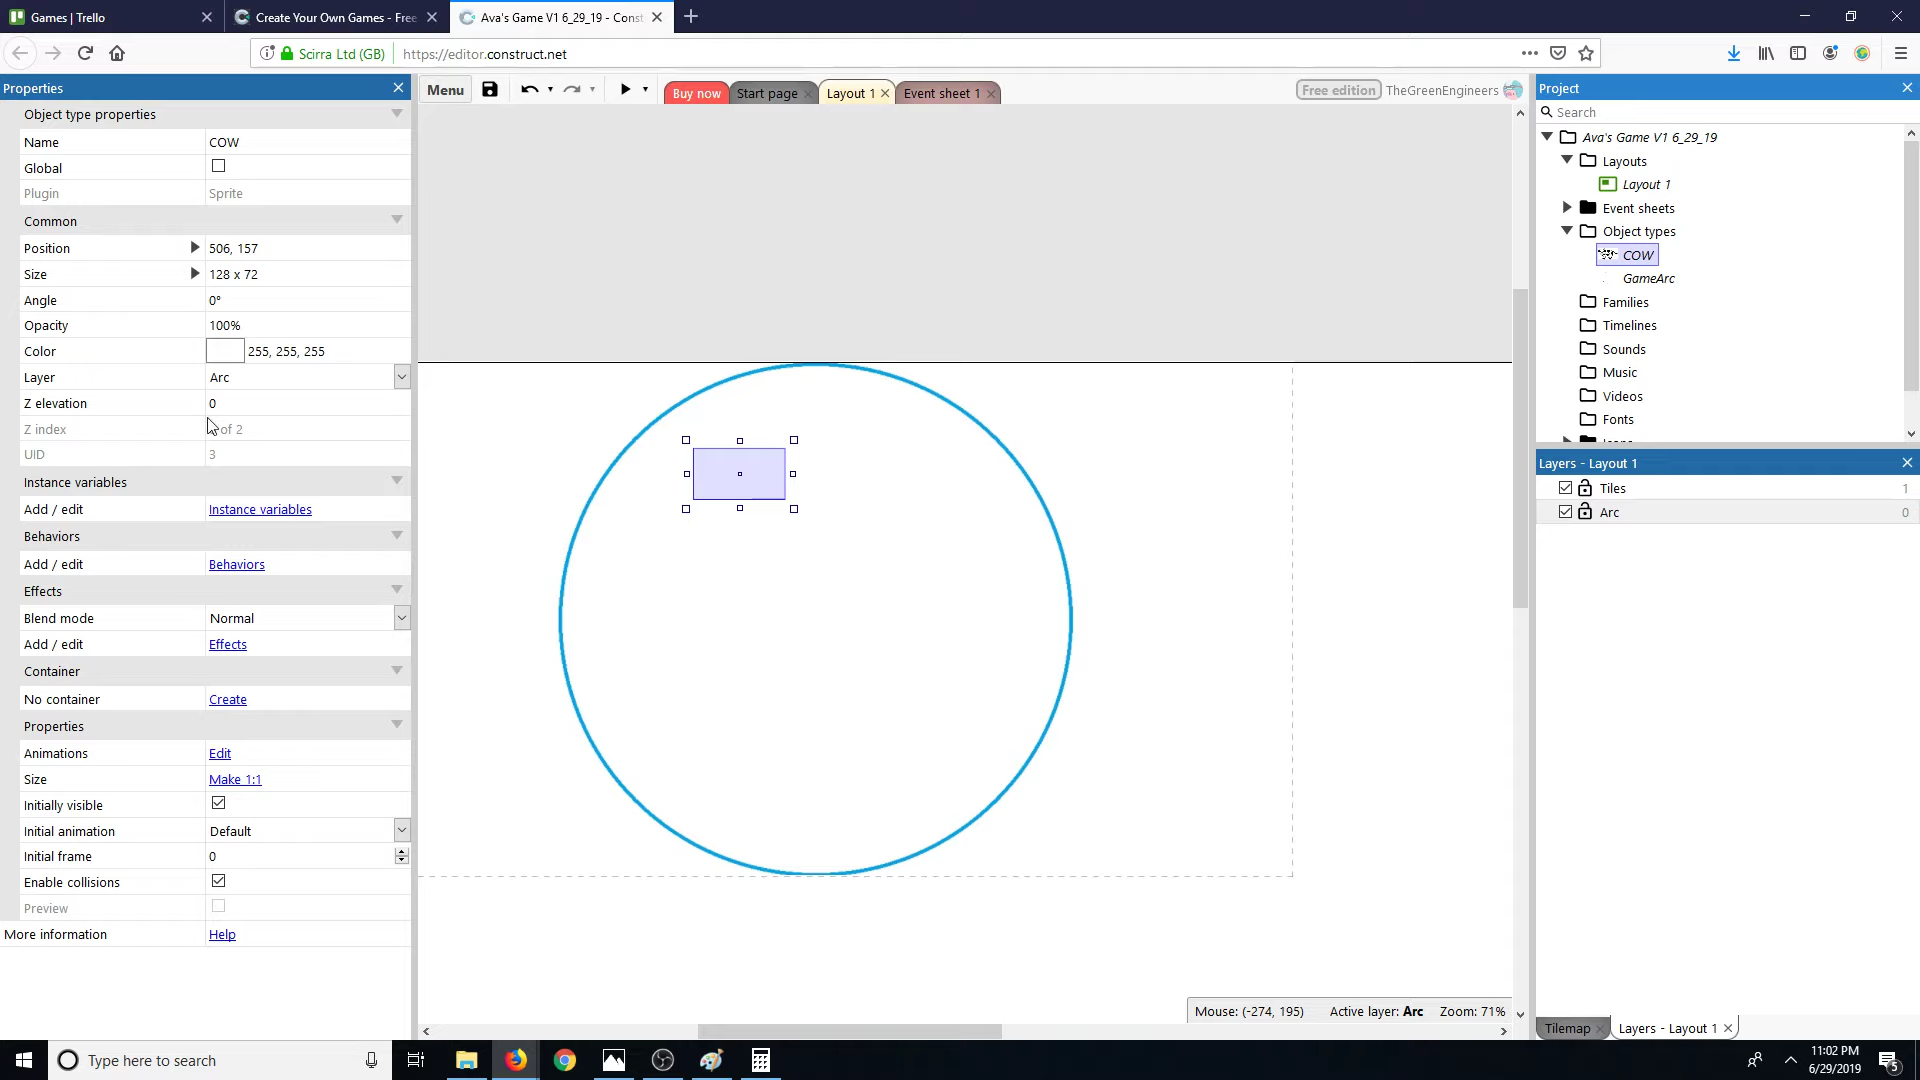 Games | Trello
Create Your Own Games - Free
Ava's Game V1 6_29_19 - Const
Scirra Ltd (GB)
https://editor.construct.net
Properties
Menu
Buy now
Start page
Layout 1
Event sheet 1
Free edition
TheGreenEngineers
Project
Object type properties
Name COW
Global
Plugin Sprite
Common
Position 506, 157
Size 128 x 72
Angle 0°
Opacity 100%
Color 255, 255, 255
Layer Arc
Z elevation 0
Z index of 2
UID 3
Instance variables
Add / edit Instance variables
Behaviors
Add / edit Behaviors
Effects
Blend mode Normal
Add / edit Effects
Container
No container Create
Properties
Animations Edit
Size Make 1:1
Initially visible
Initial animation Default
Initial frame 0
Enable collisions
Preview
More information Help
Search
Ava's Game V1 6_29_19
Layouts
Layout 1
Event sheets
Object types
COW
GameArc
Families
Timelines
Sounds
Music
Videos
Fonts
Layers - Layout 1
Tiles 1
Arc 0
Mouse: (-274, 195) Active layer: Arc Zoom: 71%
Tilemap
Layers - Layout 1
Type here to search
11:02 PM
6/29/2019
5